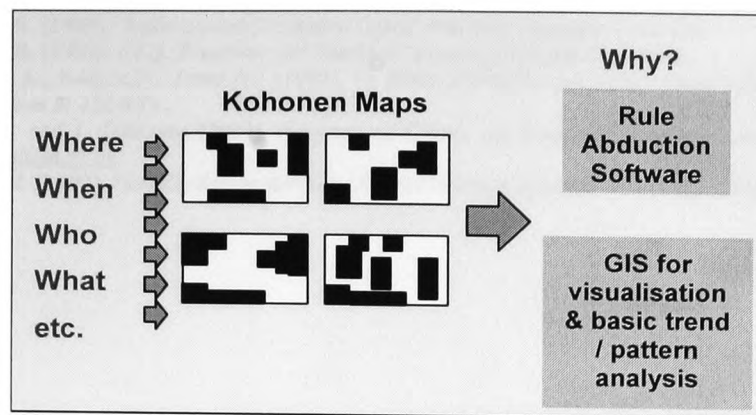 Why?
Kohonen Maps
Where
When
Who
What
etc.
Rule
Abduction
Software
GIS for
visualisation
& basic trend
/ pattern
analysis